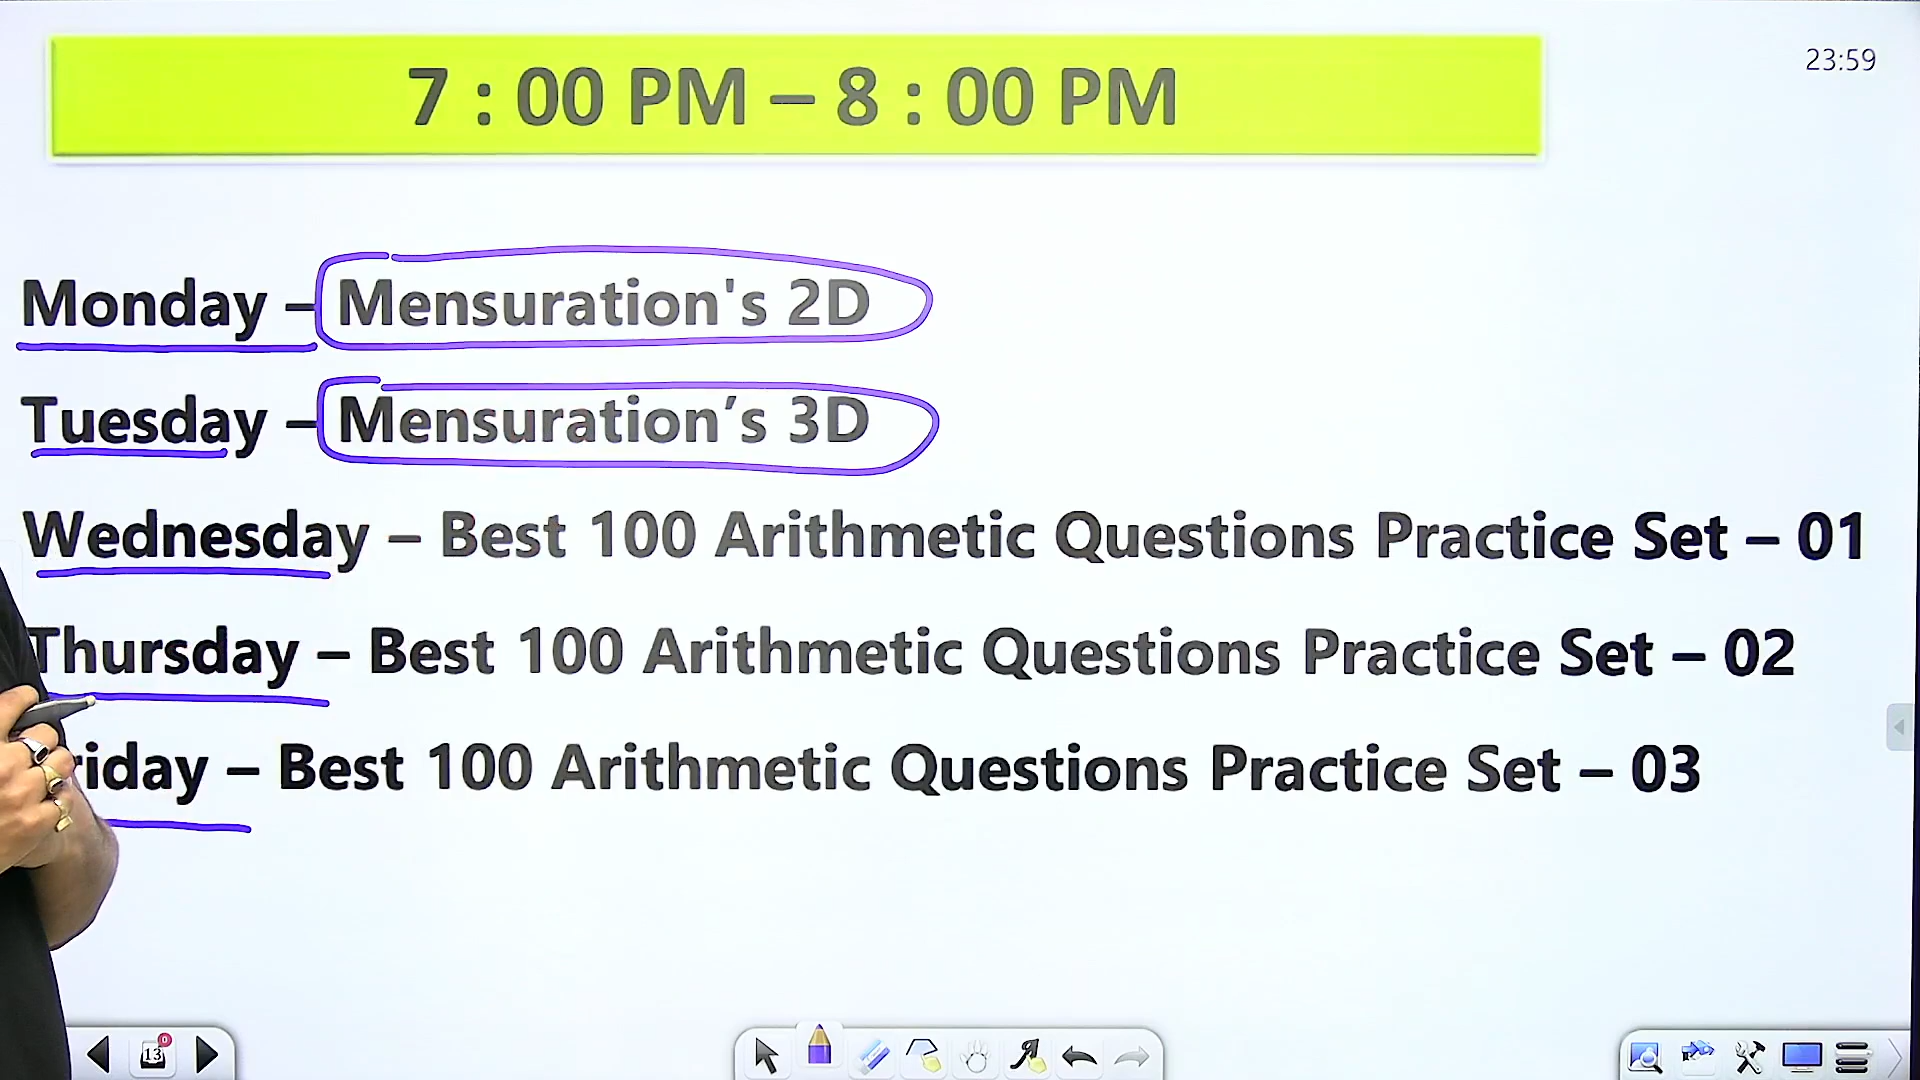 7 : 00 PM – 8 : 00 PM
23:59
Monday – Mensuration's 2D
Tuesday – Mensuration’s 3D
Wednesday – Best 100 Arithmetic Questions Practice Set – 01
Thursday – Best 100 Arithmetic Questions Practice Set – 02
riday – Best 100 Arithmetic Questions Practice Set – 03
13
0